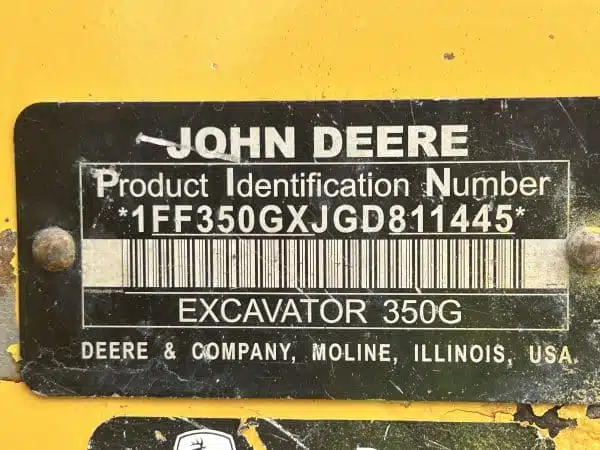 JOHN DEERE
Product Identification Number
*1FF350GXJGD811445*
EXCAVATOR 350G
DEERE & COMPANY, MOLINE, ILLINOIS, USA